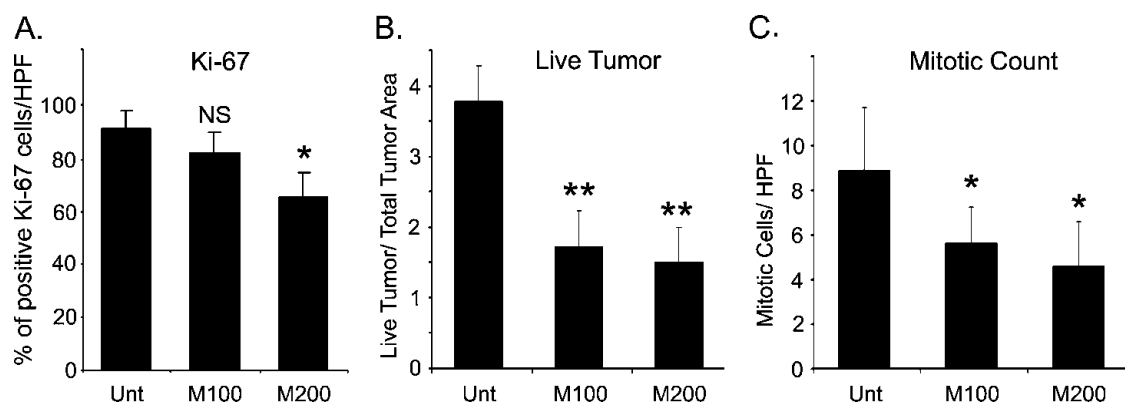 A.
Ki-67
% of positive Ki-67 cells/HPF
100
80
60
40
20
0
NS
*
Unt M100 M200
B.
Live Tumor
Live Tumor/ Total Tumor Area
4
3
2
1
0
**
**
Unt M100 M200
C.
Mitotic Count
Mitotic Cells/ HPF
12
10
8
6
4
2
0
*
*
Unt M100 M200